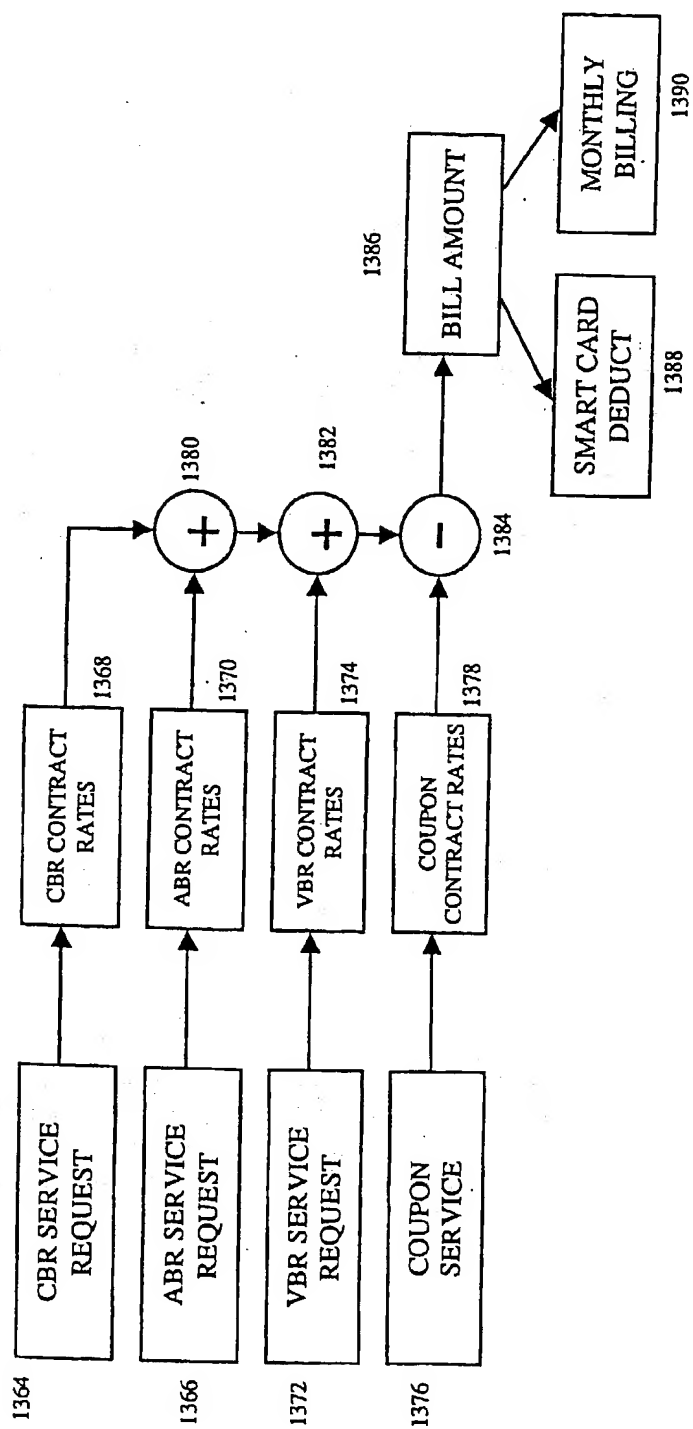 1364
CBR SERVICE
REQUEST
CBR CONTRACT
RATES
1368
1366
ABR SERVICE
REQUEST
ABR CONTRACT
RATES
1370
+
1380
1372
VBR SERVICE
REQUEST
VBR CONTRACT
RATES
1374
+
1382
1376
COUPON
SERVICE
COUPON
CONTRACT RATES
1378
-
1384
1386
BILL AMOUNT
SMART CARD
DEDUCT
1388
MONTHLY
BILLING
1390